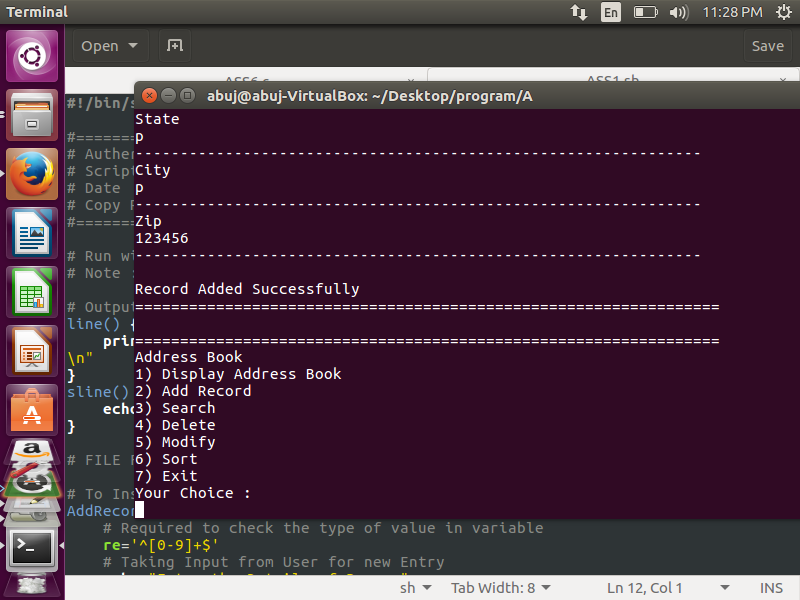 Terminal
En
11:28 PM
Open
Save
ASS6.c
ASS1.sh
abuj@abuj-VirtualBox: ~/Desktop/program/A
#!/bin/s
#=======
# Authe
# Script
# Date
# Copy
#=======
# Run wi
# Note
# Output
line() {
prin
\n"
}
sline()
echo
}
# FILE
# To Ins
AddRecor
State
p
---------------------------------------------------------------
City
p
---------------------------------------------------------------
Zip
123456
---------------------------------------------------------------
Record Added Successfully
=================================================================
=================================================================
Address Book
1) Display Address Book
2) Add Record
3) Search
4) Delete
5) Modify
6) Sort
7) Exit
Your Choice :
# Required to check the type of value in variable
re='^[0-9]+$'
# Taking Input from User for new Entry
sh
Tab Width: 8
Ln 12, Col 1
INS